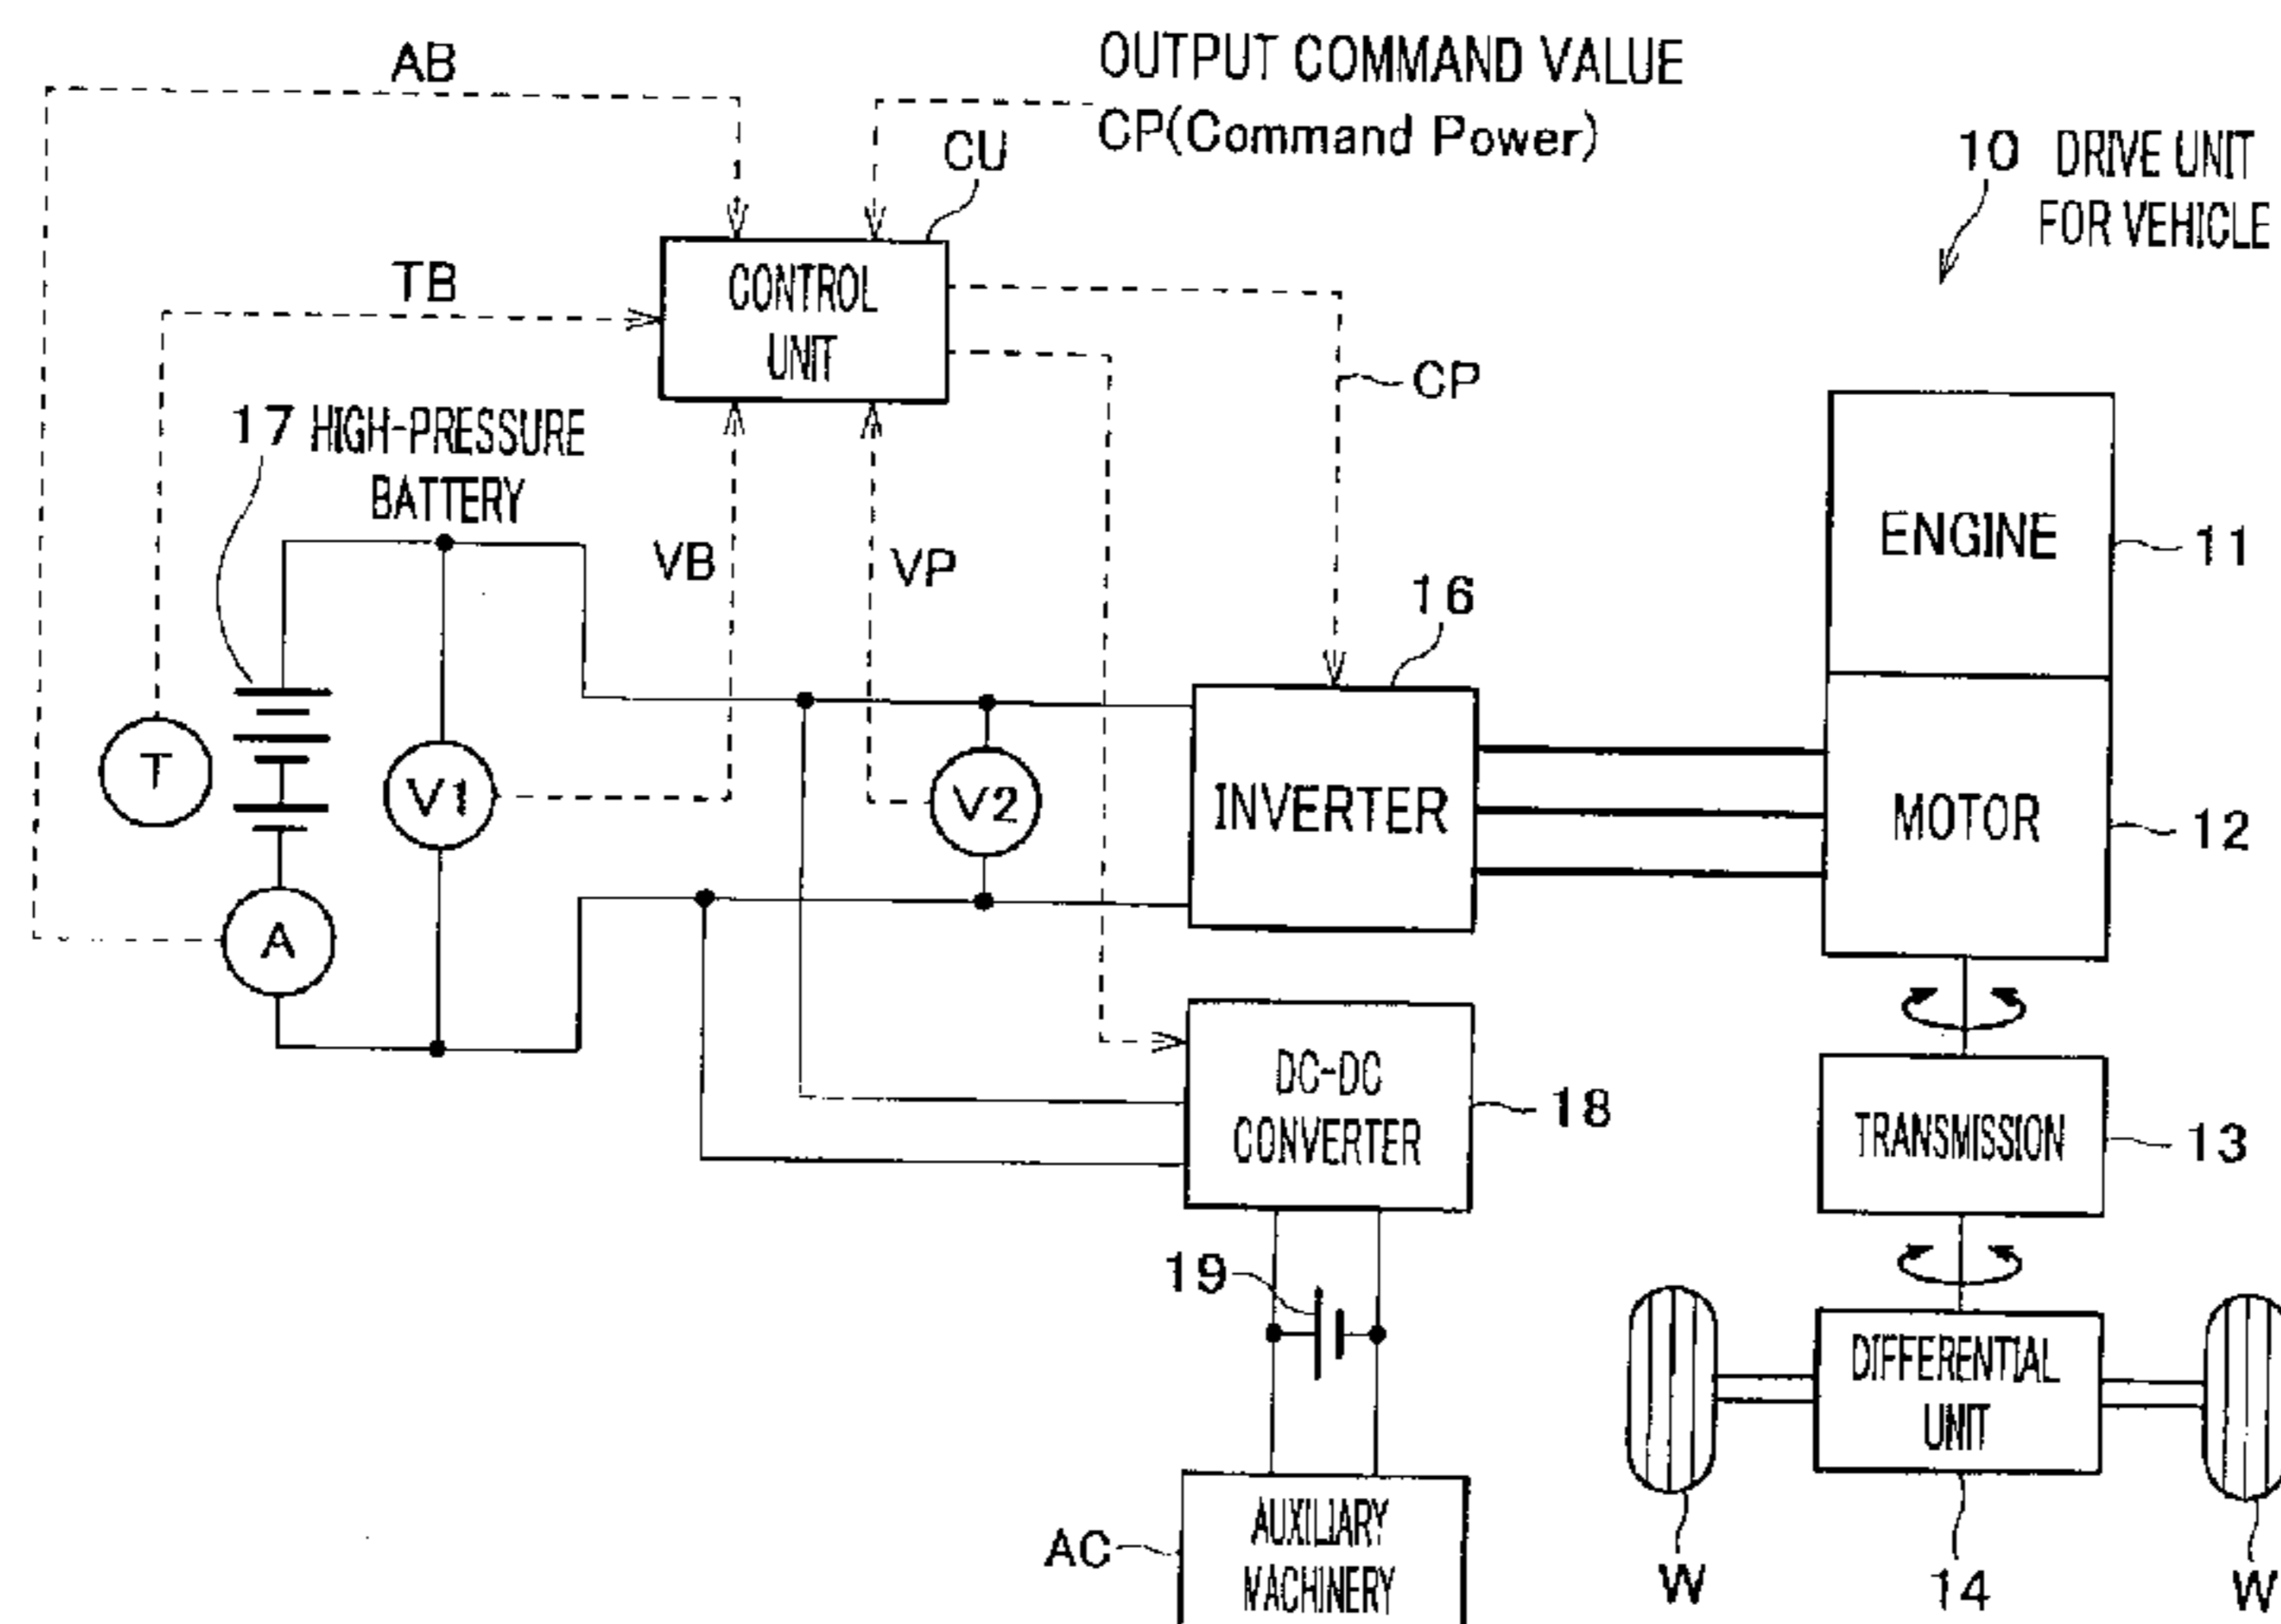 AB
OUTPUT COMMAND VALUE
CP(Command Power)
CU
10 DRIVE UNIT
FOR VEHICLE
CONTROL
UNIT
TB
CP
17 HIGH-PRESSURE
BATTERY
VB
VP
16
ENGINE
11
T
V1
V2
INVERTER
MOTOR
12
A
DC-DC
CONVERTER
18
TRANSMISSION
13
19
DIFFERENTIAL
UNIT
AC
AUXILIARY
MACHINERY
W
14
W